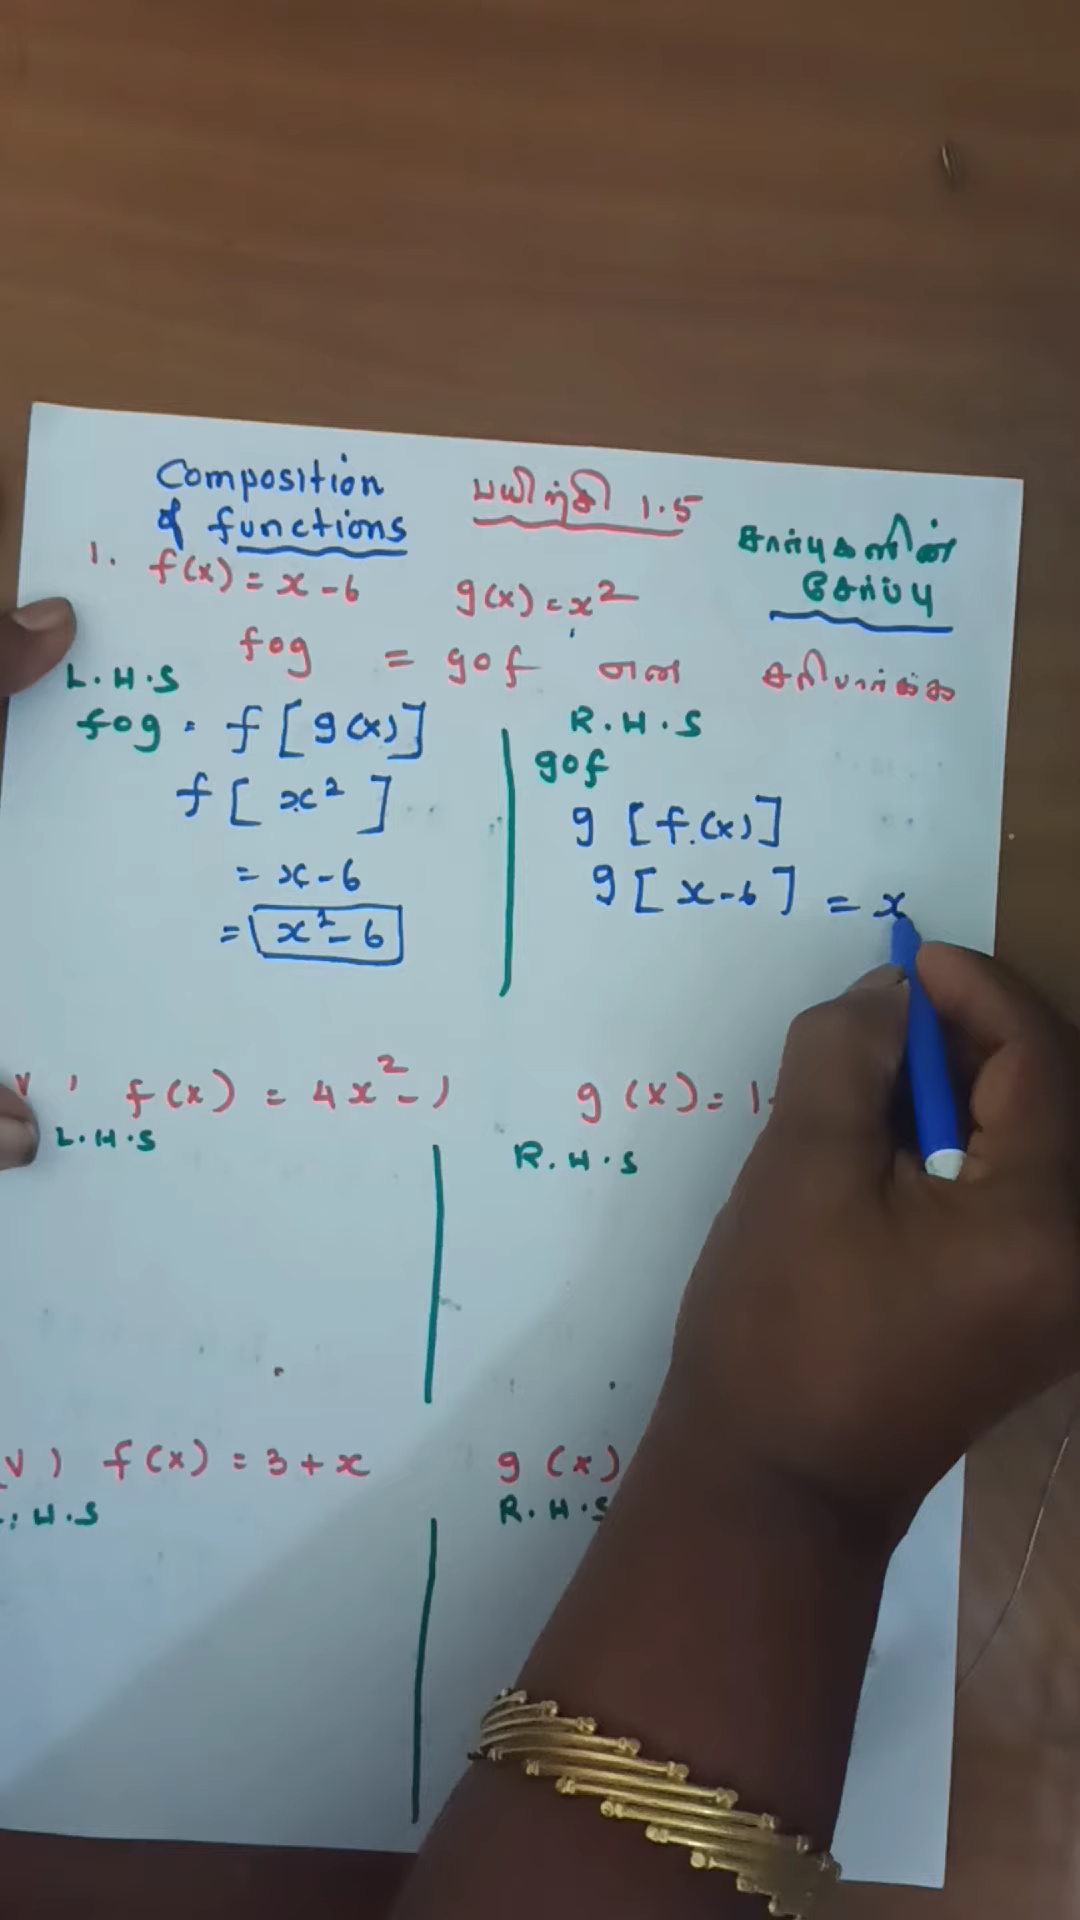 Composition
of functions
பயிற்சி 1.5
சார்புகளின்
சேர்ப்பு
1. f(x) = x - 6 g(x) = x²
fog = gof என சரிபார்க்க
L.H.S
fog = f [g(x)]
f [x²]
= x - 6
= x² - 6
R.H.S
gof
g [f(x)]
g [x-6] = x
f(x) = 4x² - 1 g(x) = 1
L.H.S
R.H.S
V) f(x) = 3 + x g(x)
H.S
R.H.S